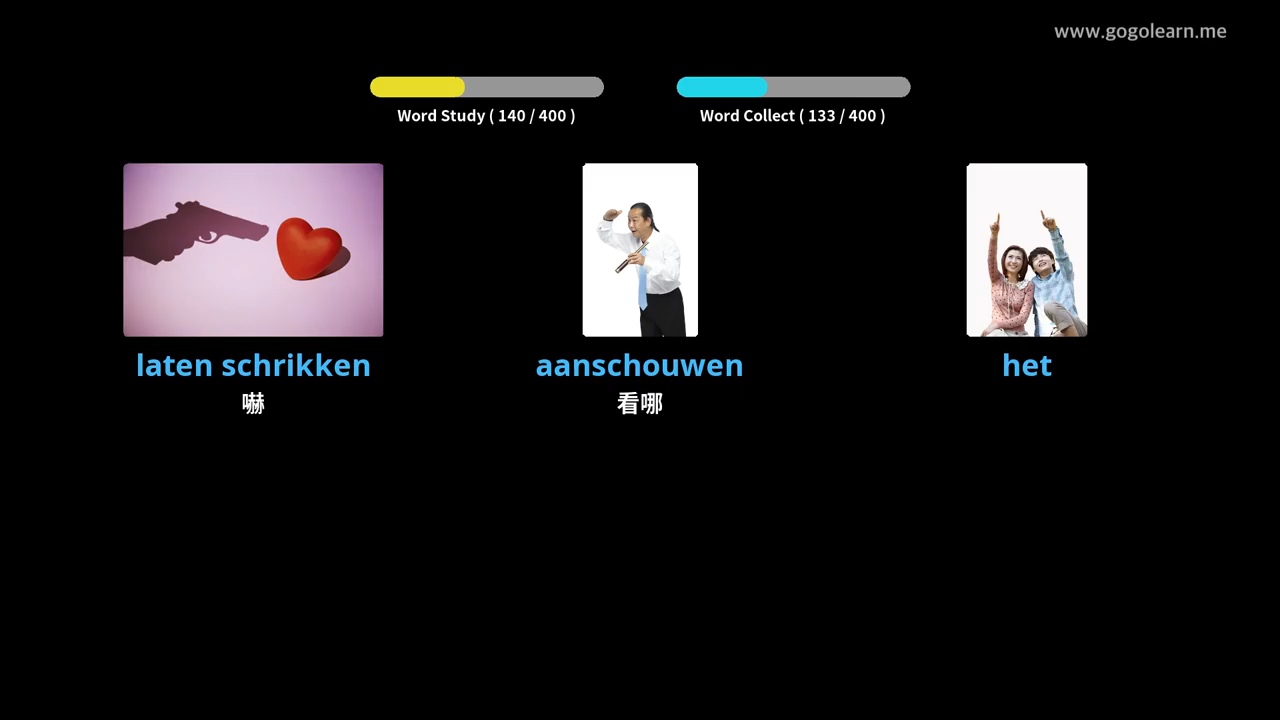 www.gogolearn.me
Word Study ( 140 / 400 )
Word Collect ( 133 / 400 )
laten schrikken
嚇
aanschouwen
看哪
het